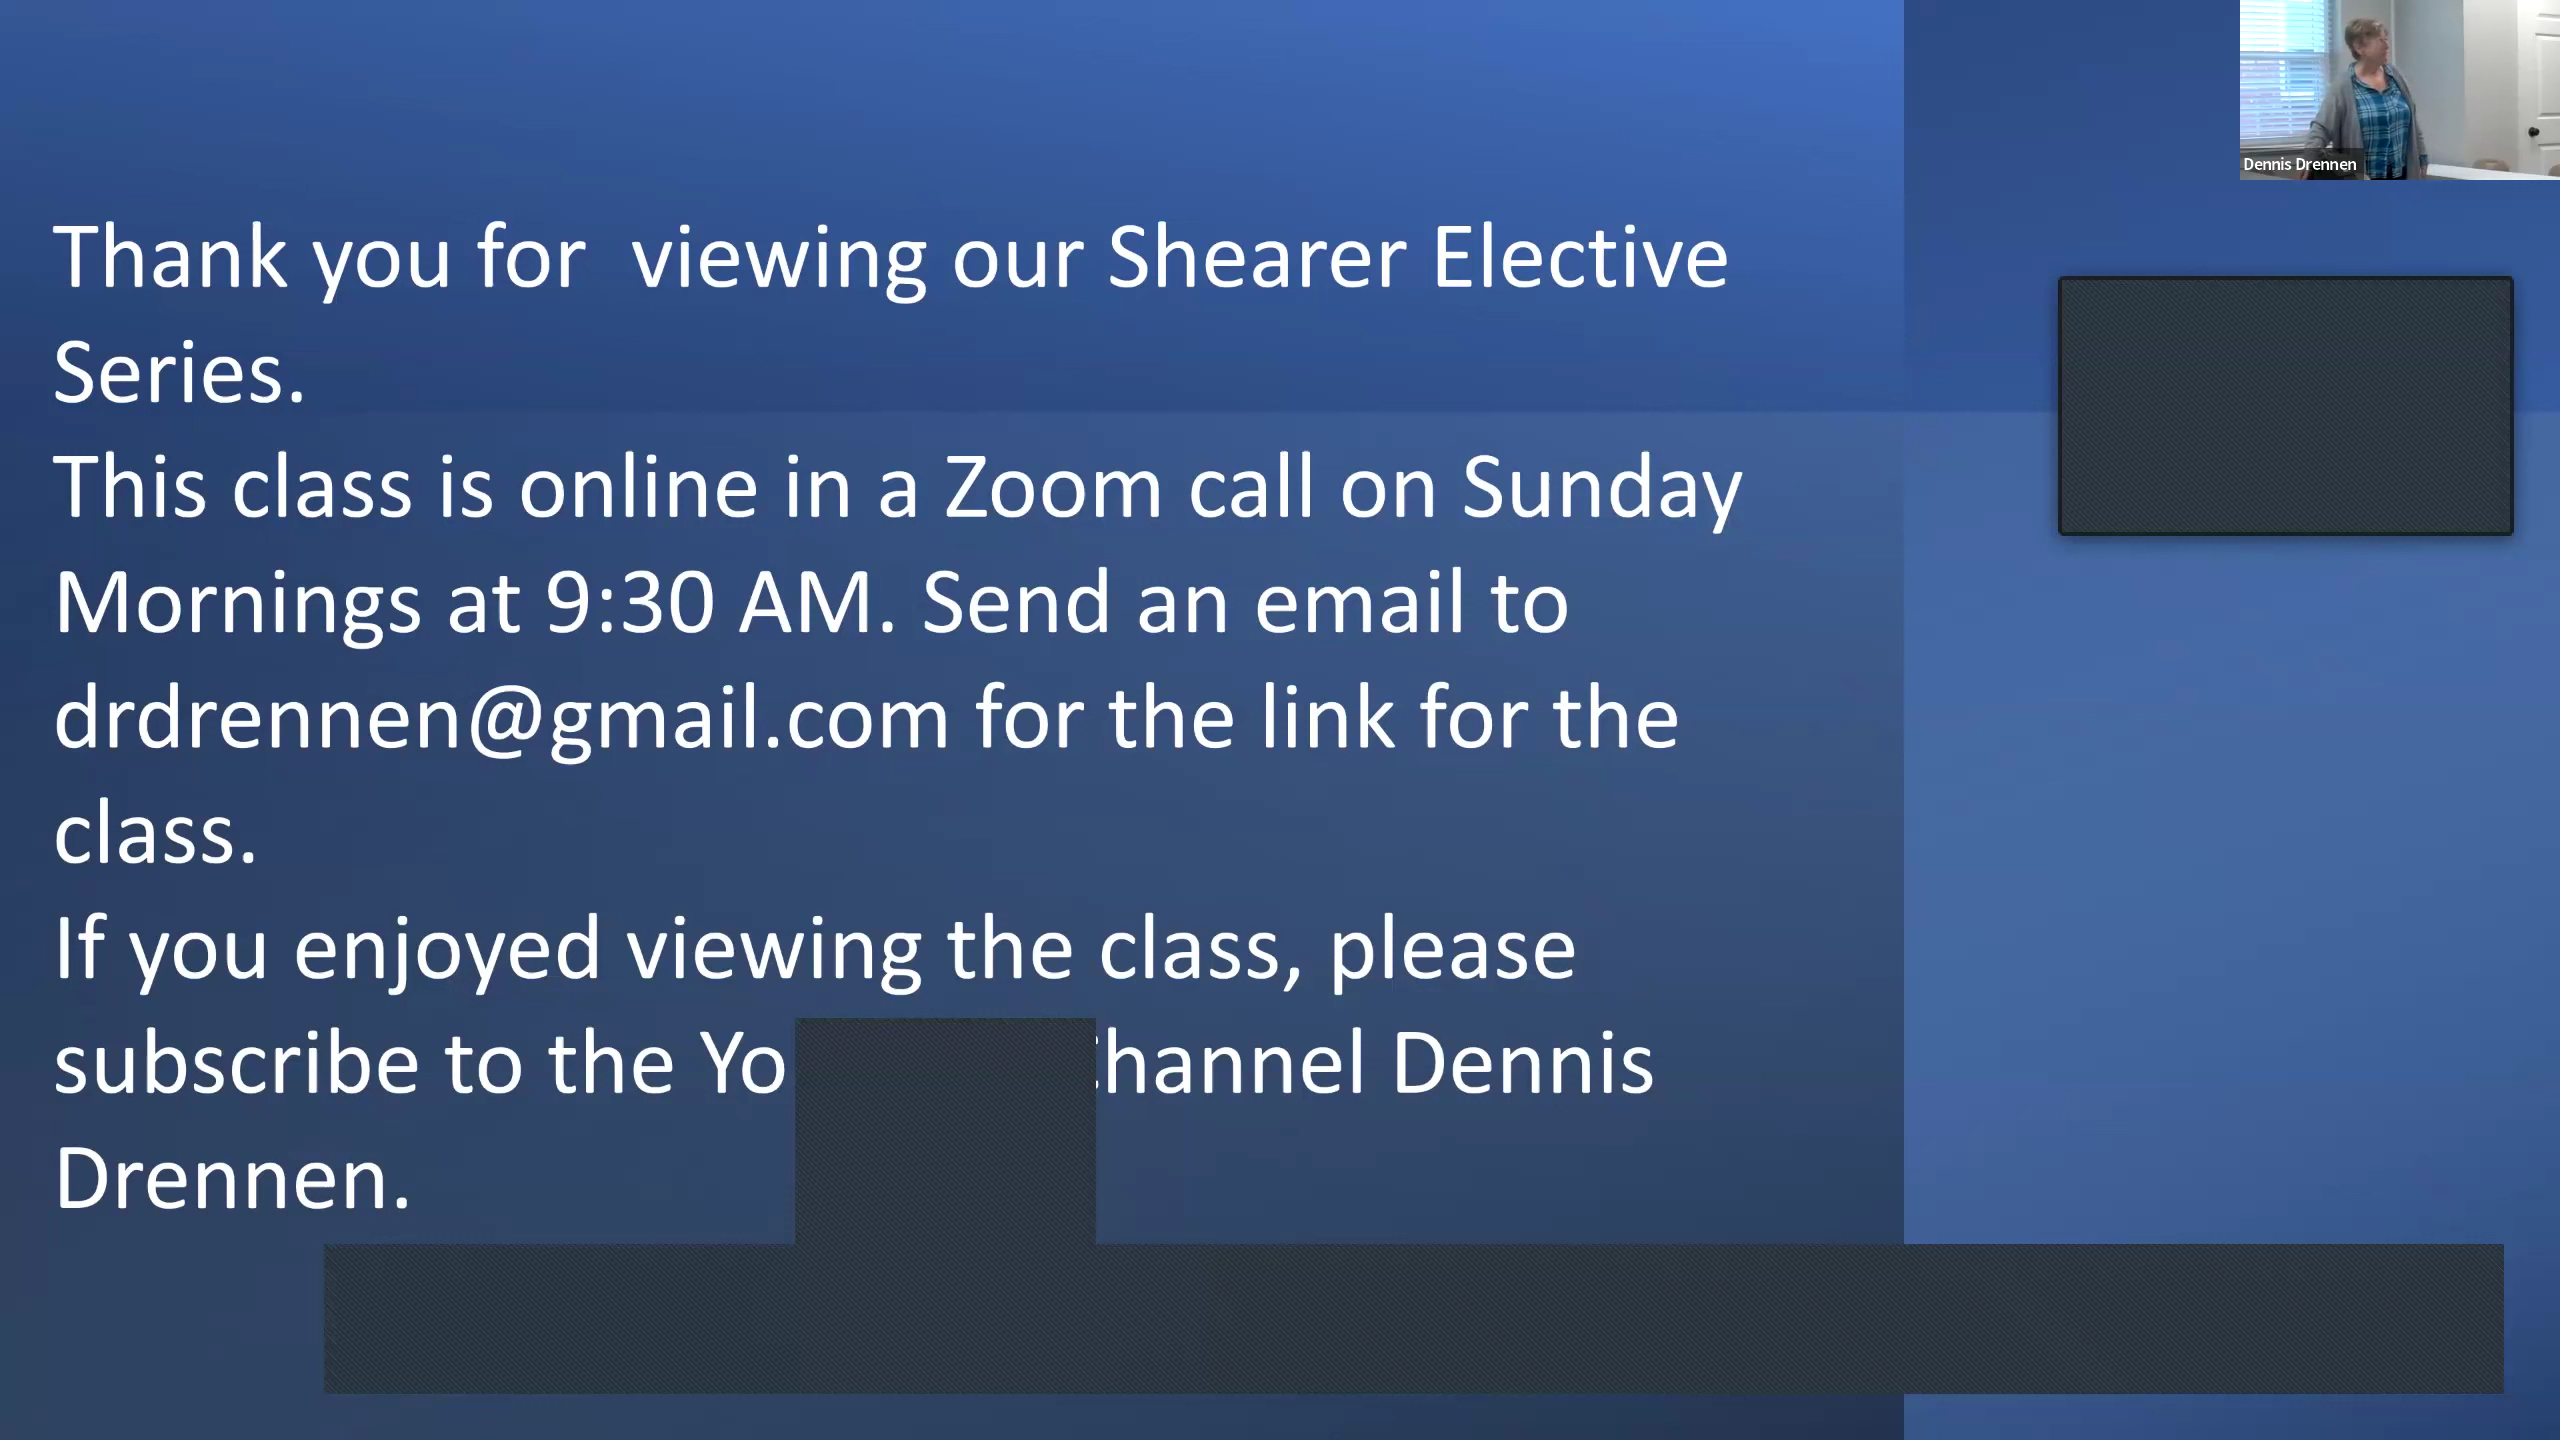 Dennis Drennen
Thank you for  viewing our Shearer Elective
Series.
This class is online in a Zoom call on Sunday
Mornings at 9:30 AM. Send an email to
drdrennen@gmail.com for the link for the
class.
If you enjoyed viewing the class, please
subscribe to the Dennis
Drennen.